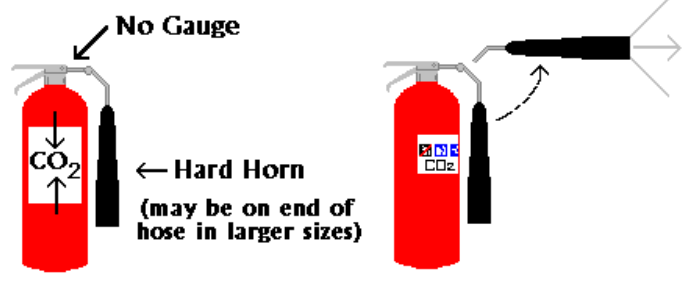 No Gauge
CO2
Hard Horn
(may be on end of
hose in larger sizes)
CO2